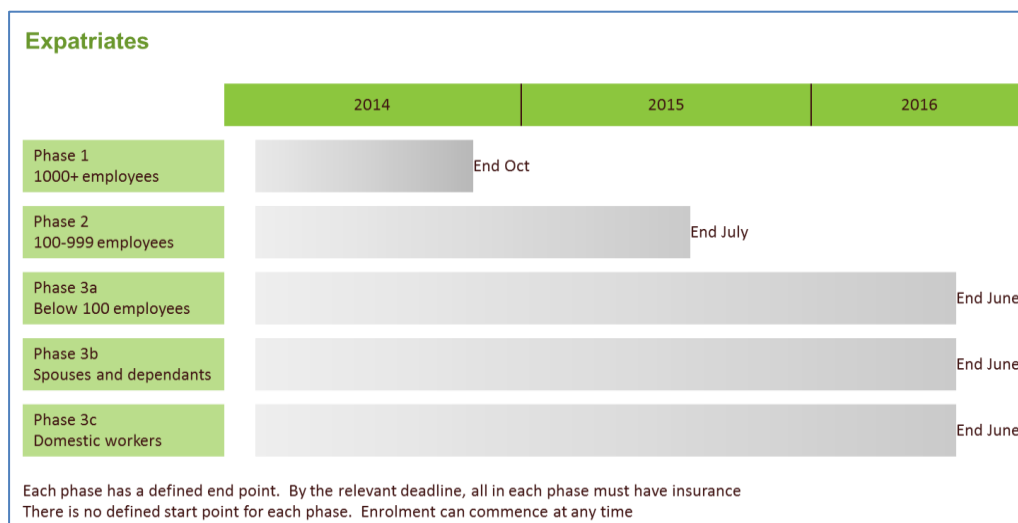 Expatriates
2014 2015 2016
Phase 1
1000+ employees
End Oct
Phase 2
100-999 employees
End July
Phase 3a
Below 100 employees
End June
Phase 3b
Spouses and dependants
End June
Phase 3c
Domestic workers
End June
Each phase has a defined end point. By the relevant deadline, all in each phase must have insurance
There is no defined start point for each phase. Enrolment can commence at any time